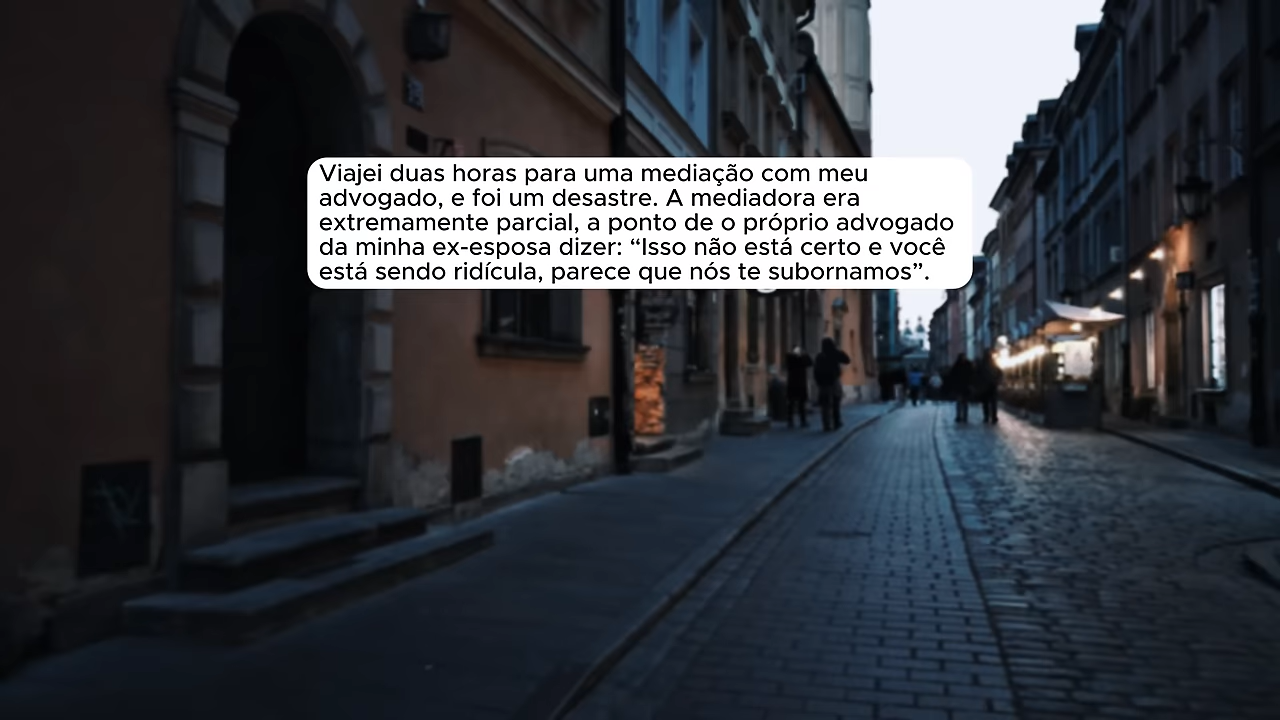 Viajei duas horas para uma mediação com meu
advogado, e foi um desastre. A mediadora era
extremamente parcial, a ponto de o próprio advogado
da minha ex-esposa dizer: “Isso não está certo e você
está sendo ridícula, parece que nós te subornamos”.